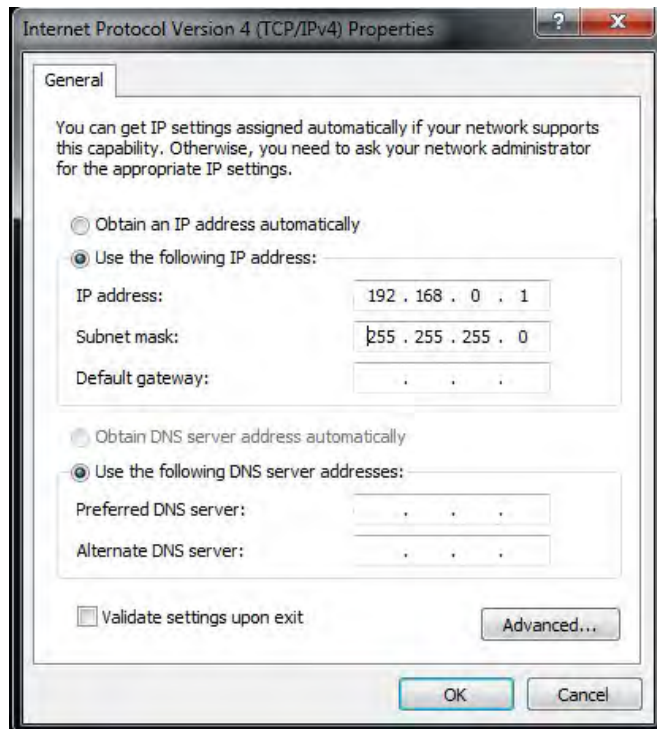 Internet Protocol Version 4 (TCP/IPv4) Properties
?
X
General
You can get IP settings assigned automatically if your network supports
this capability. Otherwise, you need to ask your network administrator
for the appropriate IP settings.
Obtain an IP address automatically
Use the following IP address:
IP address: 192 . 168 . 0 . 1
Subnet mask: 255 . 255 . 255 . 0
Default gateway: . . .
Obtain DNS server address automatically
Use the following DNS server addresses:
Preferred DNS server: . . .
Alternate DNS server: . . .
Validate settings upon exit
Advanced...
OK Cancel